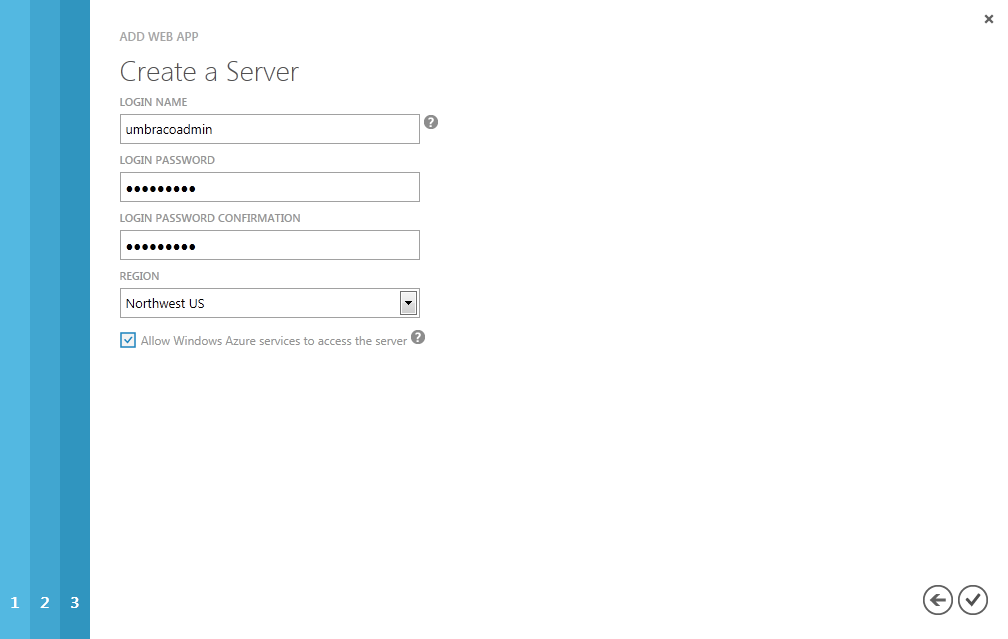 ADD WEB APP
Create a Server
LOGIN NAME
umbracoadmin
?
LOGIN PASSWORD
●●●●●●●●●
LOGIN PASSWORD CONFIRMATION
●●●●●●●●●
REGION
Northwest US
Allow Windows Azure services to access the server ?
1 2 3